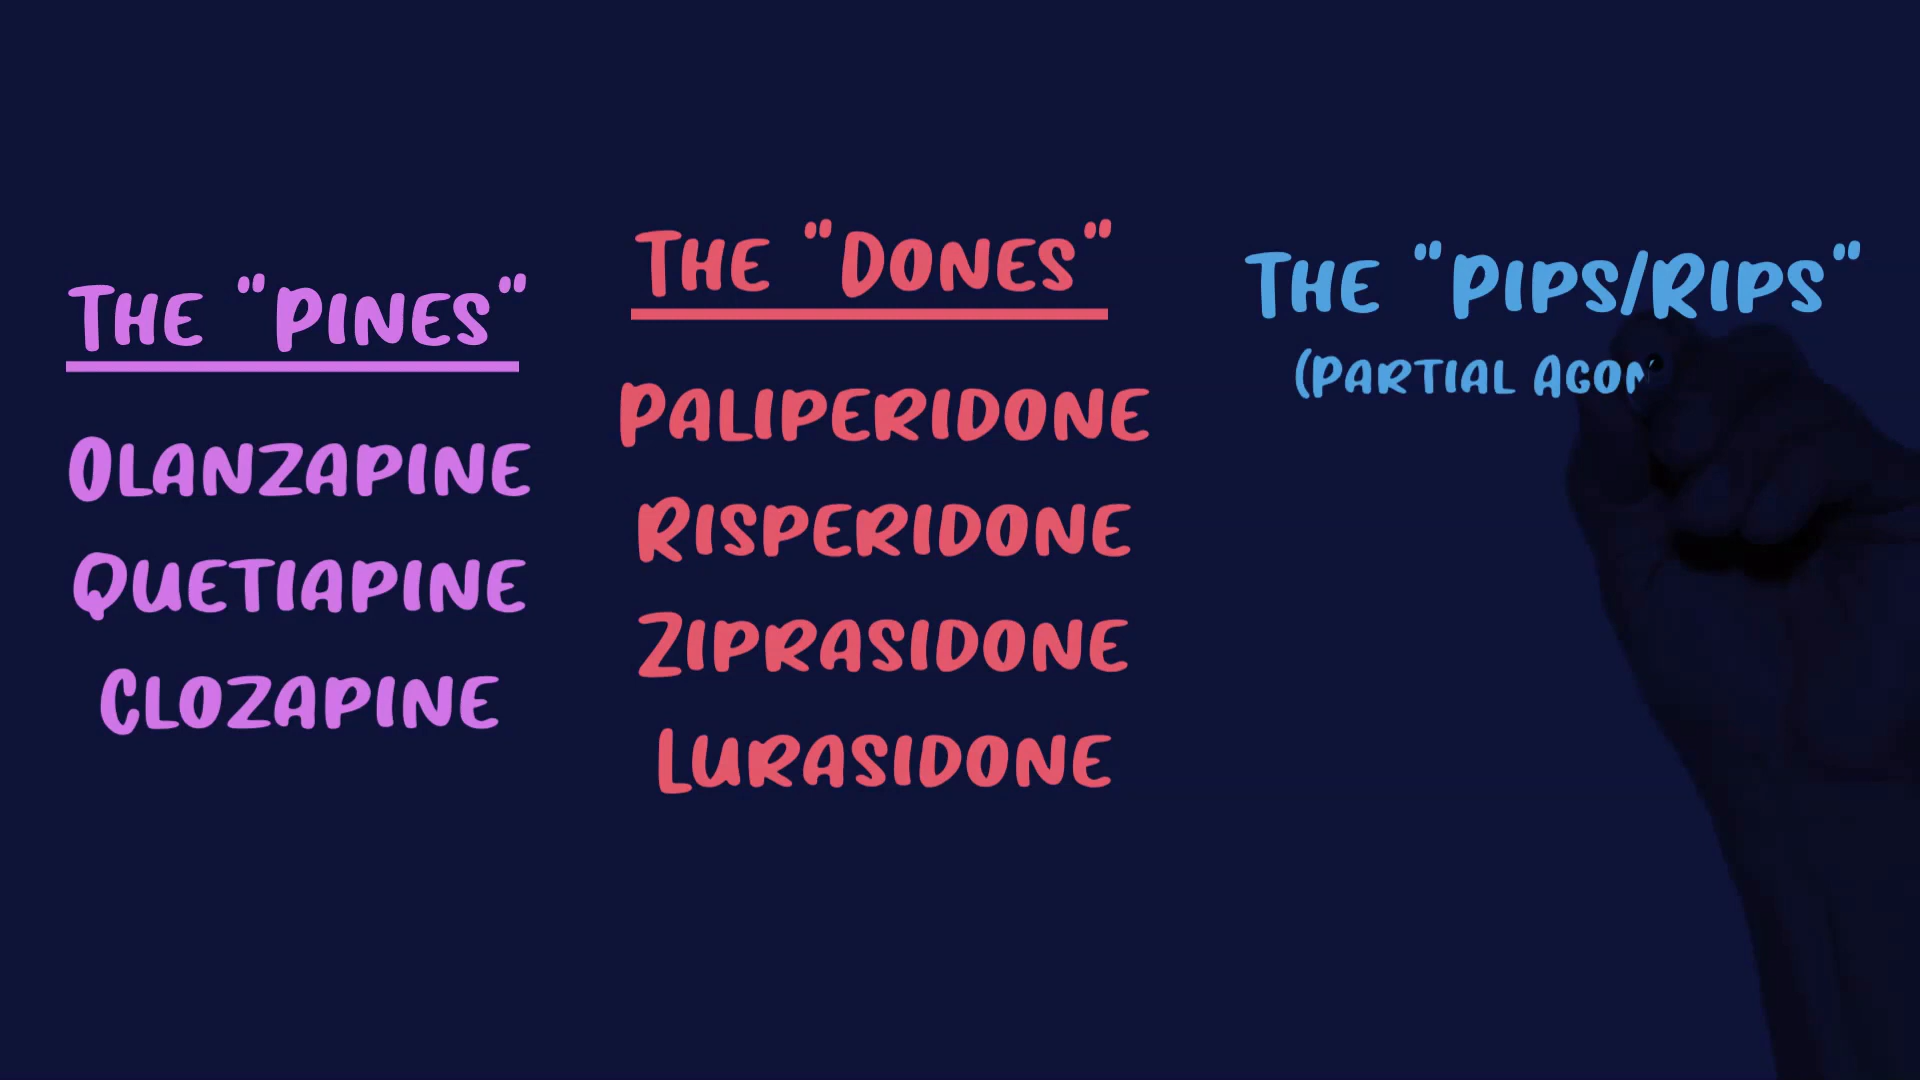 The "Pines"
Olanzapine
Quetiapine
Clozapine
The "Dones"
Paliperidone
Risperidone
Ziprasidone
Lurasidone
The "Pips/Rips"
(Partial